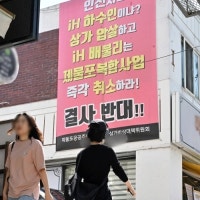 iH 하수인이냐?
상가 압살하고
iH 배불리는
제물포복합사업
즉각 취소하라!
결사 반대!!